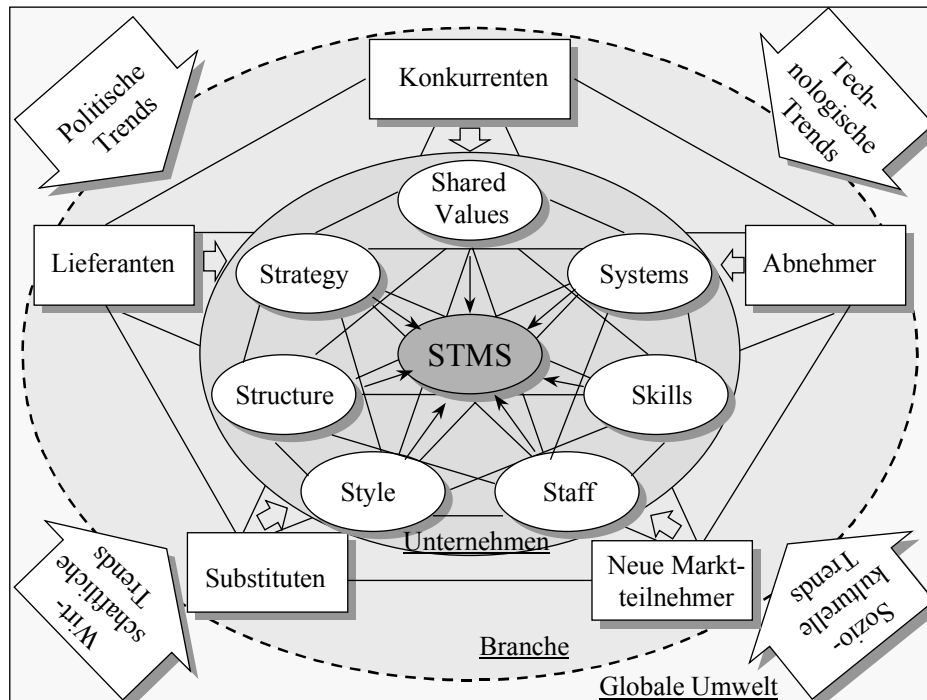 Politische
Trends
Konkurrenten
Tech-
nologische
Trends
Shared
Values
Lieferanten
Strategy
Systems
Abnehmer
STMS
Structure
Skills
Style
Staff
Unternehmen
Wirt-
schaftliche
Trends
Substituten
Neue Markt-
teilnehmer
Sozio-
kulturelle
Trends
Branche
Globale Umwelt